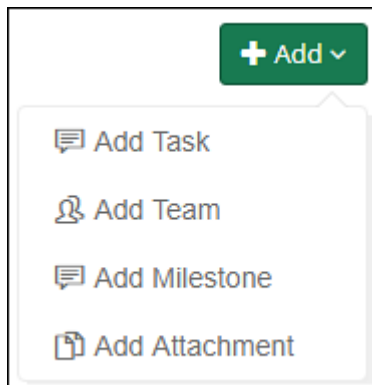 Add
Add Task
Add Team
Add Milestone
Add Attachment